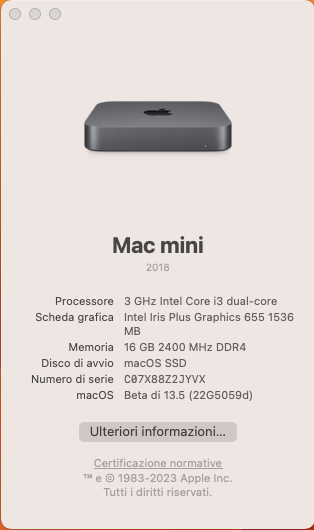 Mac mini
2018
Processore 3 GHz Intel Core i3 dual-core
Scheda grafica Intel Iris Plus Graphics 655 1536
MB
Memoria 16 GB 2400 MHz DDR4
Disco di avvio macOS SSD
Numero di serie C07X88Z2JYVX
macOS Beta di 13.5 (22G5059d)
Ulteriori informazioni...
Certificazione normative
™ e © 1983-2023 Apple Inc.
Tutti i diritti riservati.